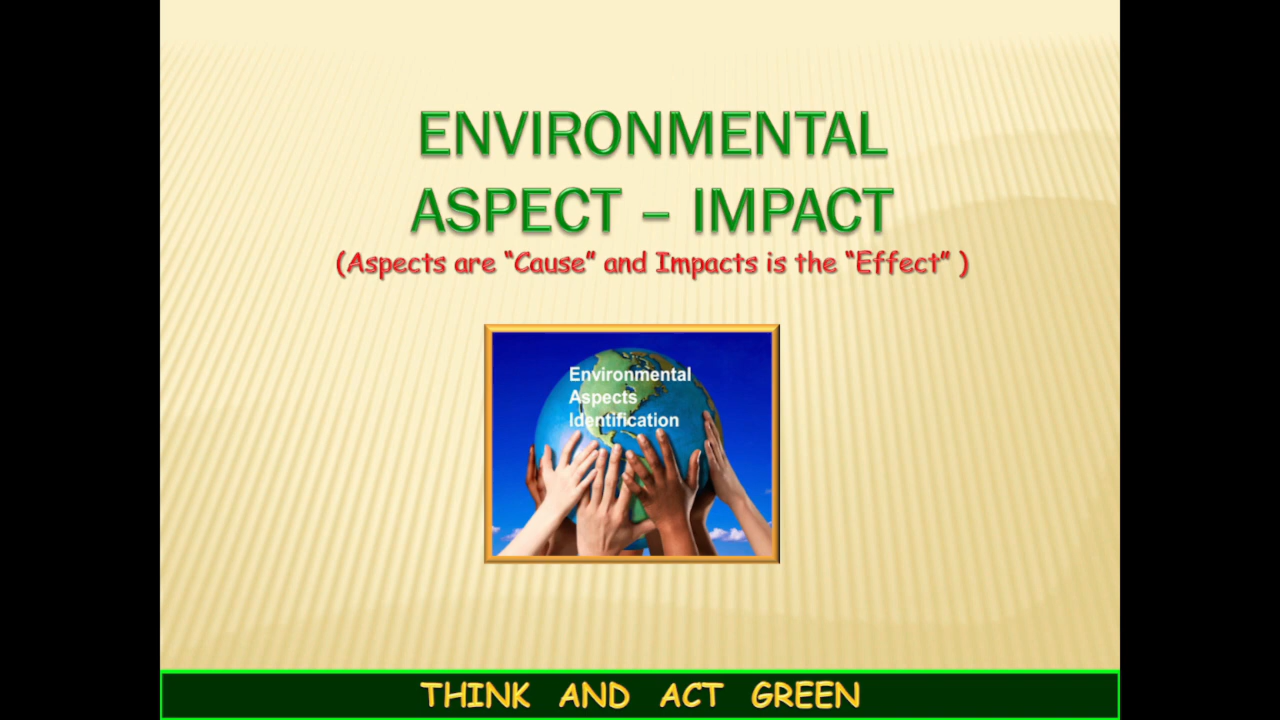 ENVIRONMENTAL
ASPECT – IMPACT
(Aspects are “Cause” and Impacts is the “Effect” )
Environmental
Aspects
Identification
THINK AND ACT GREEN